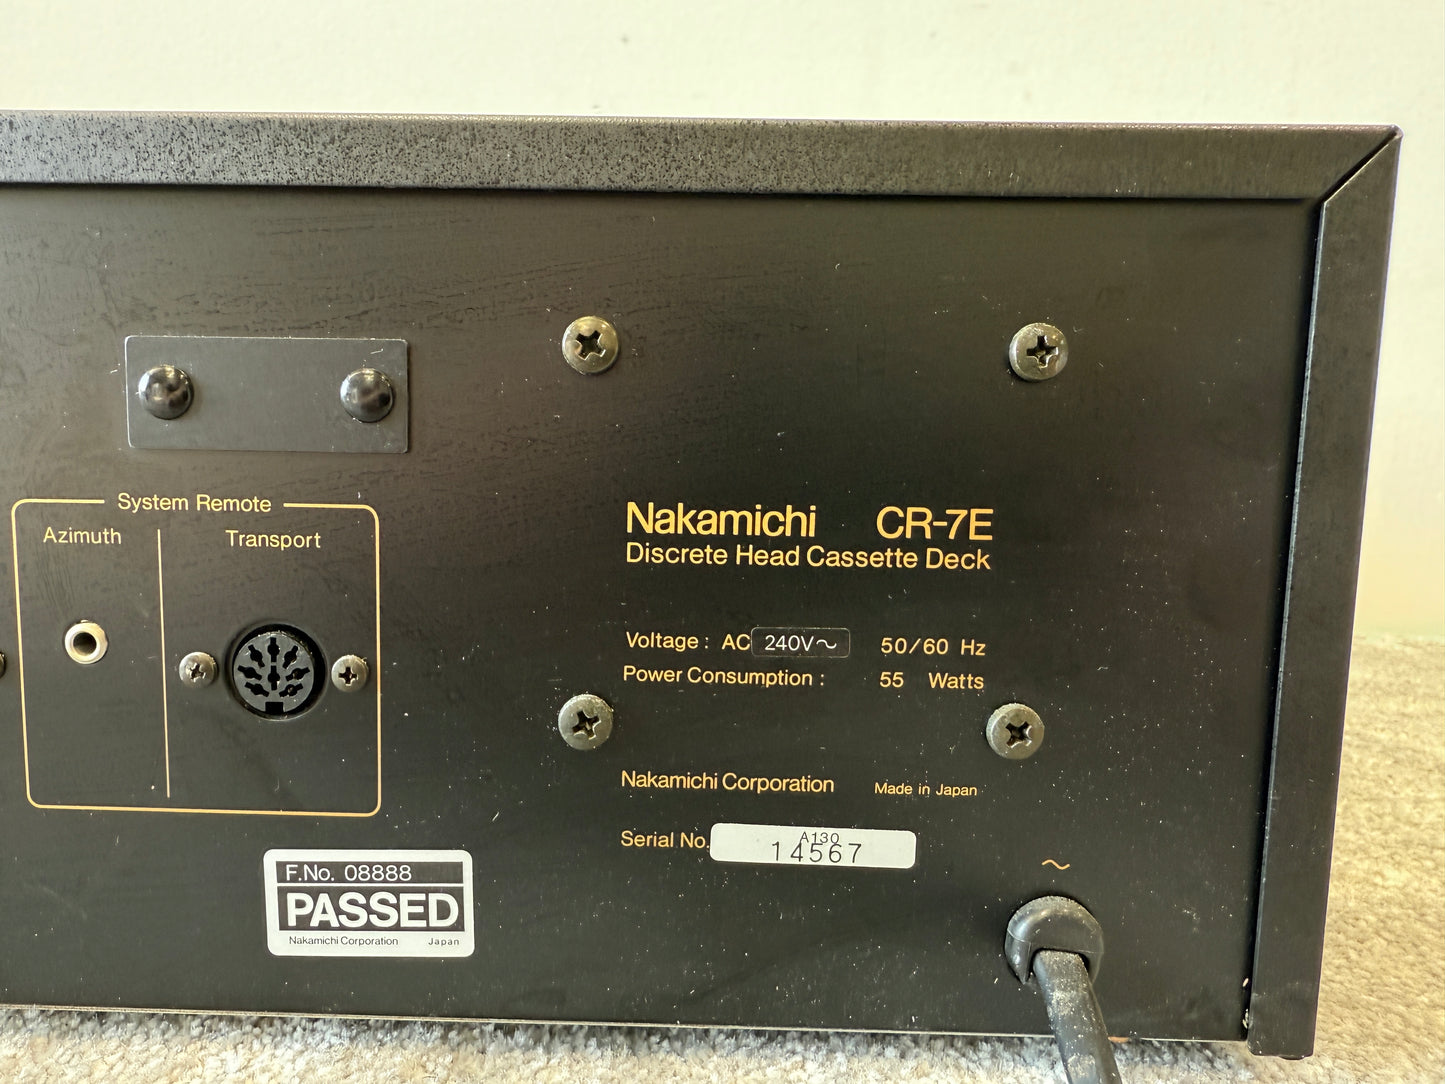 System Remote
Azimuth
Transport
Nakamichi CR-7E
Discrete Head Cassette Deck
Voltage : AC 240V~ 50/60 Hz
Power Consumption : 55 Watts
Nakamichi Corporation Made in Japan
Serial No. A130
14567
~
F.No. 08888
PASSED
Nakamichi Corporation Japan